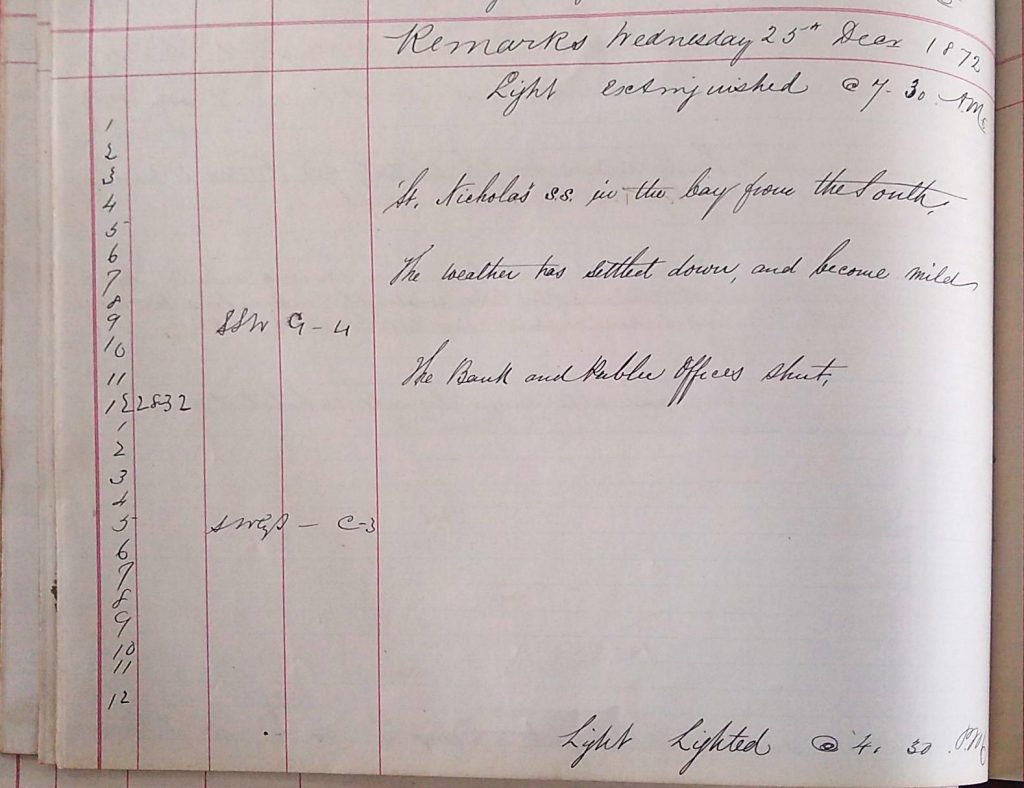 Remarks Wednesday 25th Decr 1872
Light extinguished @ 7-30 AM
1
2
3
St. Nicholas S.S. in the bay from the South,
4
5
6
The weather has settled down, and become mild
7
8
9 SSW G - 4
10
The Bank and Public Offices shut,
11
12 2832
1
2
3
4
5 C-3
6
7
8
9
10
11
12
Light Lighted @ 4. 30 PM